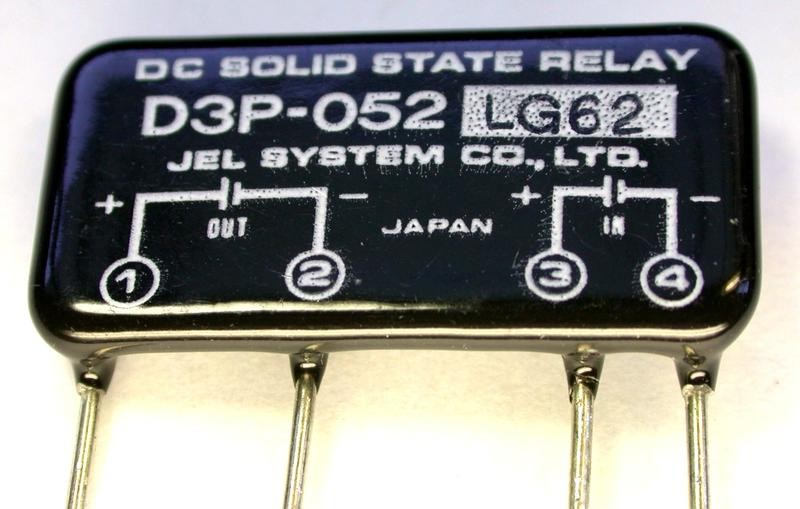 DC SOLID STATE RELAY
D3P-052 LG62
JEL SYSTEM CO., LTD.
+ − + −
OUT JAPAN IN
1 2 3 4